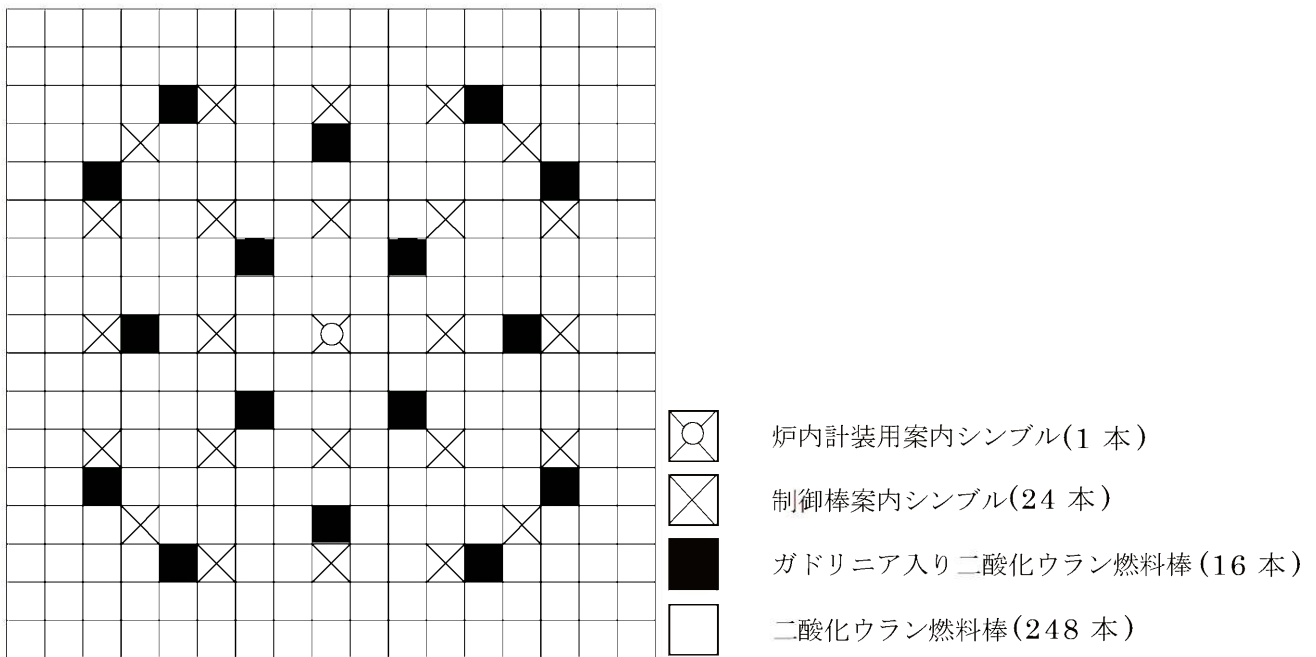 炉内計装用案内シンブル(1 本)
制御棒案内シンブル(24 本)
ガドリニア入り二酸化ウラン燃料棒(16 本)
二酸化ウラン燃料棒(248 本)